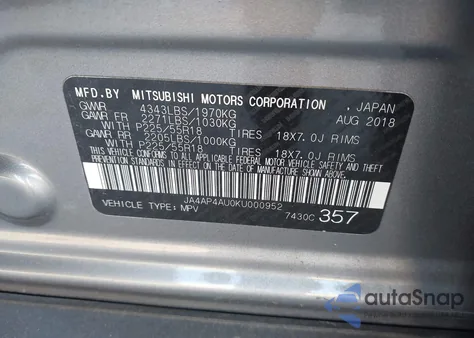 MFD.BY MITSUBISHI MOTORS CORPORATION , JAPAN
GVWR 4343LBS/1970KG AUG 2018
GAWR FR 2271LBS/1030KG
WITH P225/55R18 TIRES 18X7.0J RIMS
GAWR RR 2205LBS/1000KG
WITH P225/55R18 TIRES 18X7.0J RIMS
THIS VEHICLE CONFORMS TO ALL APPLICABLE FEDERAL MOTOR VEHICLE SAFETY AND THEFT
PREVENTION STANDARDS IN EFFECT ON THE DATE OF MANUFACTURE SHOWN ABOVE.
JA4AP4AU0KU000952
VEHICLE TYPE: MPV 7430C 357
autoSnap